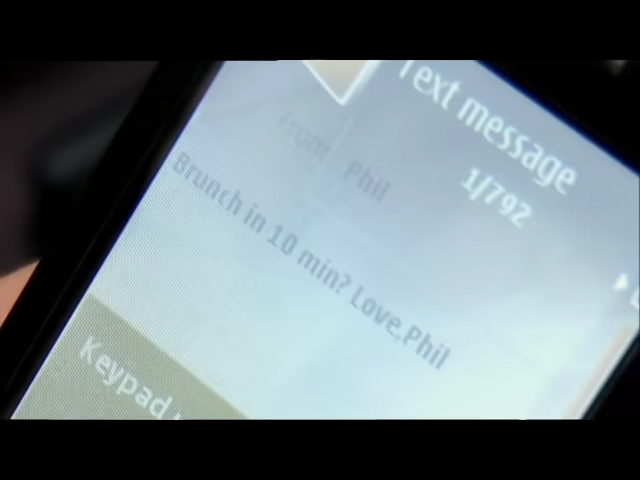 Text message
1/792
From Phil
Brunch in 10 min? Love,Phil
Keypad